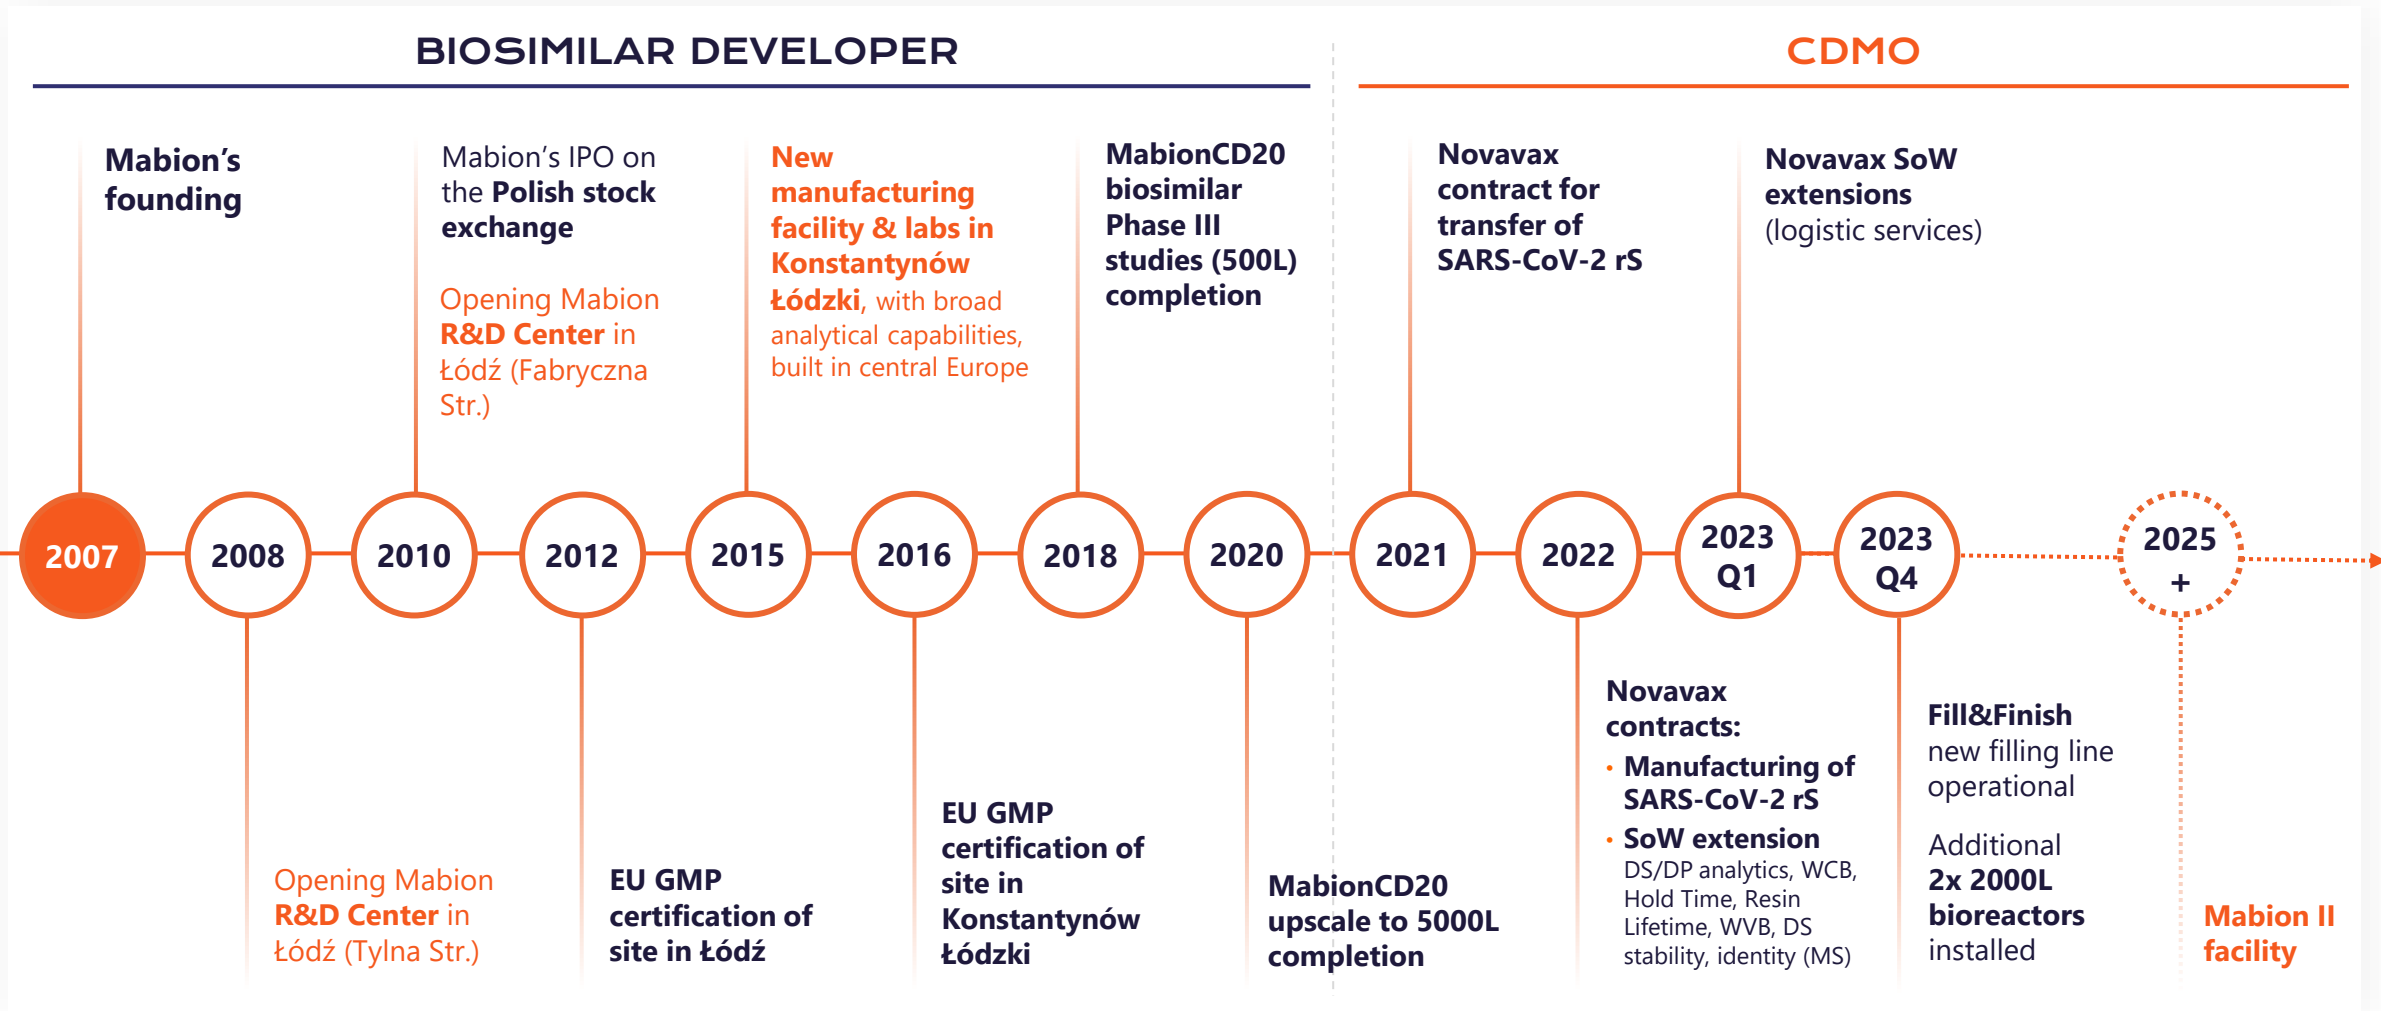 BIOSIMILAR DEVELOPER
CDMO
Mabion’s
founding
Mabion’s IPO on
the Polish stock
exchange
Opening Mabion
R&D Center in
Łódź (Fabryczna
Str.)
New
manufacturing
facility & labs in
Konstantynów
Łódzki, with broad
analytical capabilities,
built in central Europe
MabionCD20
biosimilar
Phase III
studies (500L)
completion
Novavax
contract for
transfer of
SARS-CoV-2 rS
Novavax SoW
extensions
(logistic services)
2007
2008
2010
2012
2015
2016
2018
2020
2021
2022
2023
Q1
2023
Q4
2025
+
Opening Mabion
R&D Center in
Łódź (Tylna Str.)
EU GMP
certification of
site in Łódź
EU GMP
certification of
site in
Konstantynów
Łódzki
MabionCD20
upscale to 5000L
completion
Novavax
contracts:
• Manufacturing of
SARS-CoV-2 rS
• SoW extension
DS/DP analytics, WCB,
Hold Time, Resin
Lifetime, WVB, DS
stability, identity (MS)
Fill&Finish
new filling line
operational
Additional
2x 2000L
bioreactors
installed
Mabion II
facility